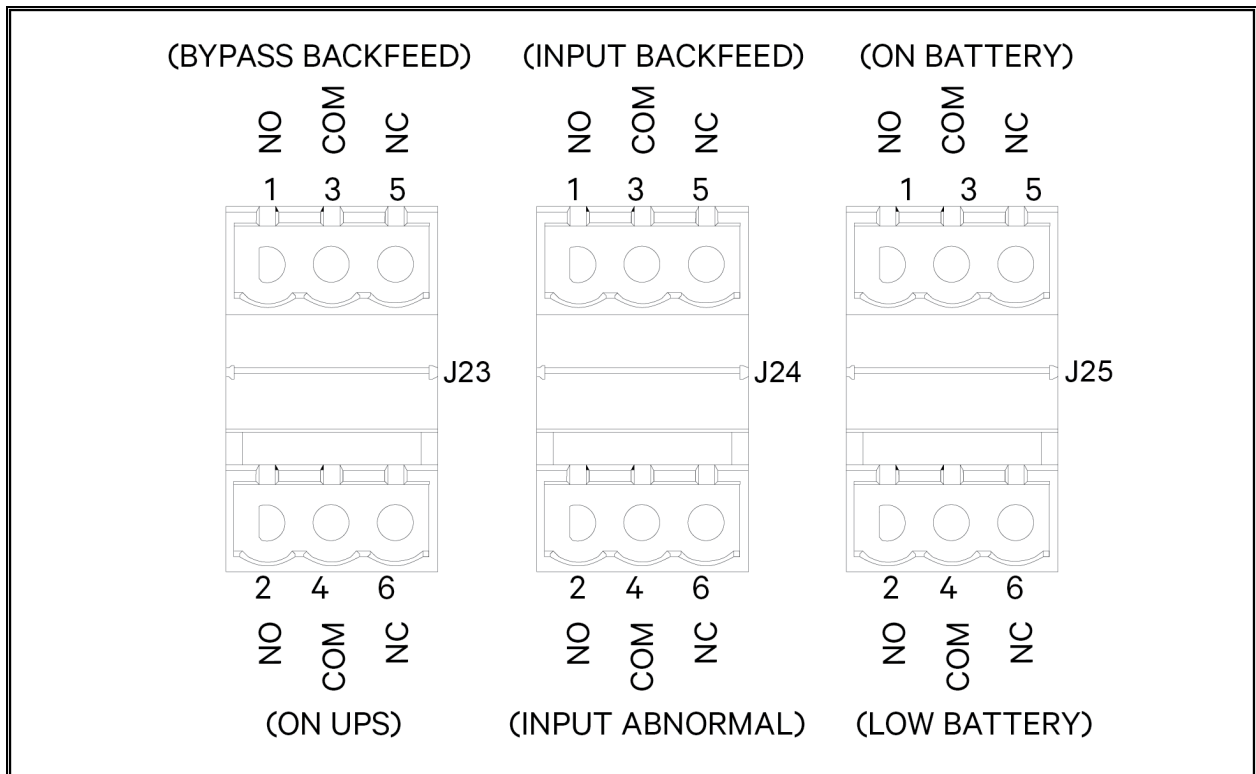 (BYPASS BACKFEED) (INPUT BACKFEED) (ON BATTERY)
NO COM NC NO COM NC NO COM NC
1 3 5 1 3 5 1 3 5
J23 J24 J25
2 4 6 2 4 6 2 4 6
NO COM NC NO COM NC NO COM NC
(ON UPS) (INPUT ABNORMAL) (LOW BATTERY)